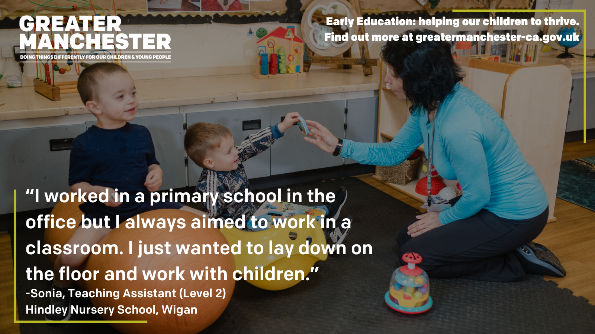 GREATER
MANCHESTER
DOING THINGS DIFFERENTLY FOR OUR CHILDREN & YOUNG PEOPLE
Early Education: helping our children to thrive.
Find out more at greatermanchester-ca.gov.uk
“I worked in a primary school in the
office but I always aimed to work in a
classroom. I just wanted to lay down on
the floor and work with children.”
-Sonia, Teaching Assistant (Level 2)
Hindley Nursery School, Wigan